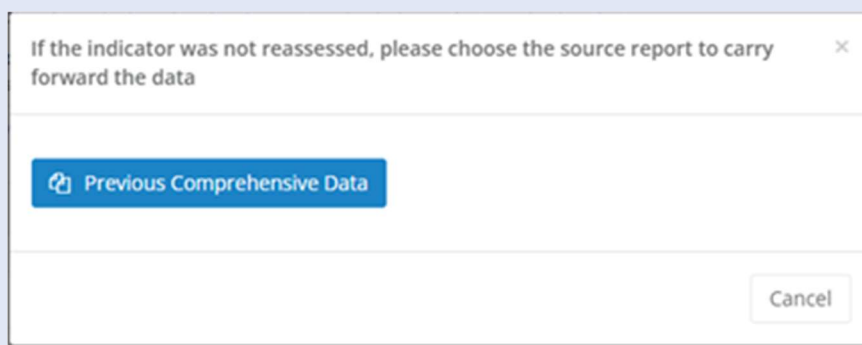 If the indicator was not reassessed, please choose the source report to carry
forward the data
×
Previous Comprehensive Data
Cancel